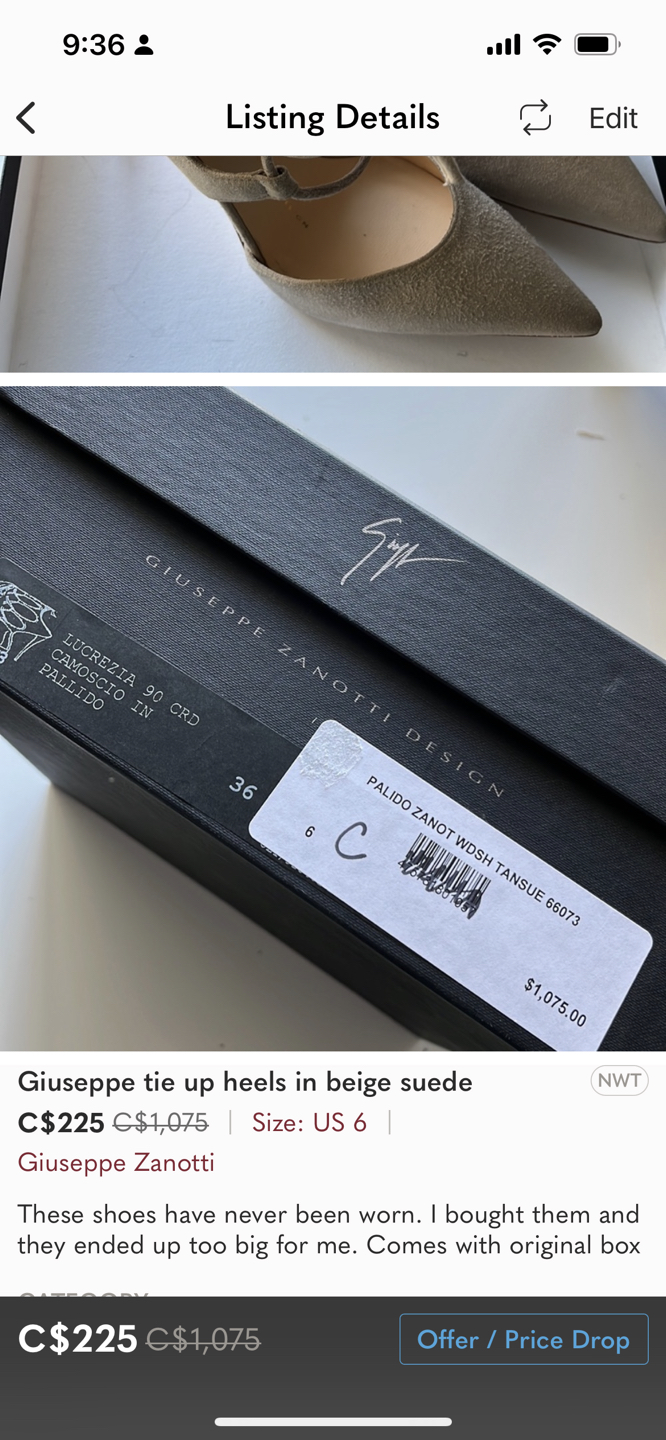 9:36
Listing Details
Edit
GIUSEPPE ZANOTTI DESIGN
LUCREZIA 90 CRD
CAMOSCIO IN
PALLIDO
36
PALIDO ZANOT WDSH TANSUE 66073
6
C
$1,075.00
Giuseppe tie up heels in beige suede
NWT
C$225 C$1,075 | Size: US 6 |
Giuseppe Zanotti
These shoes have never been worn. I bought them and
they ended up too big for me. Comes with original box
CATEGORY
C$225 C$1,075
Offer / Price Drop